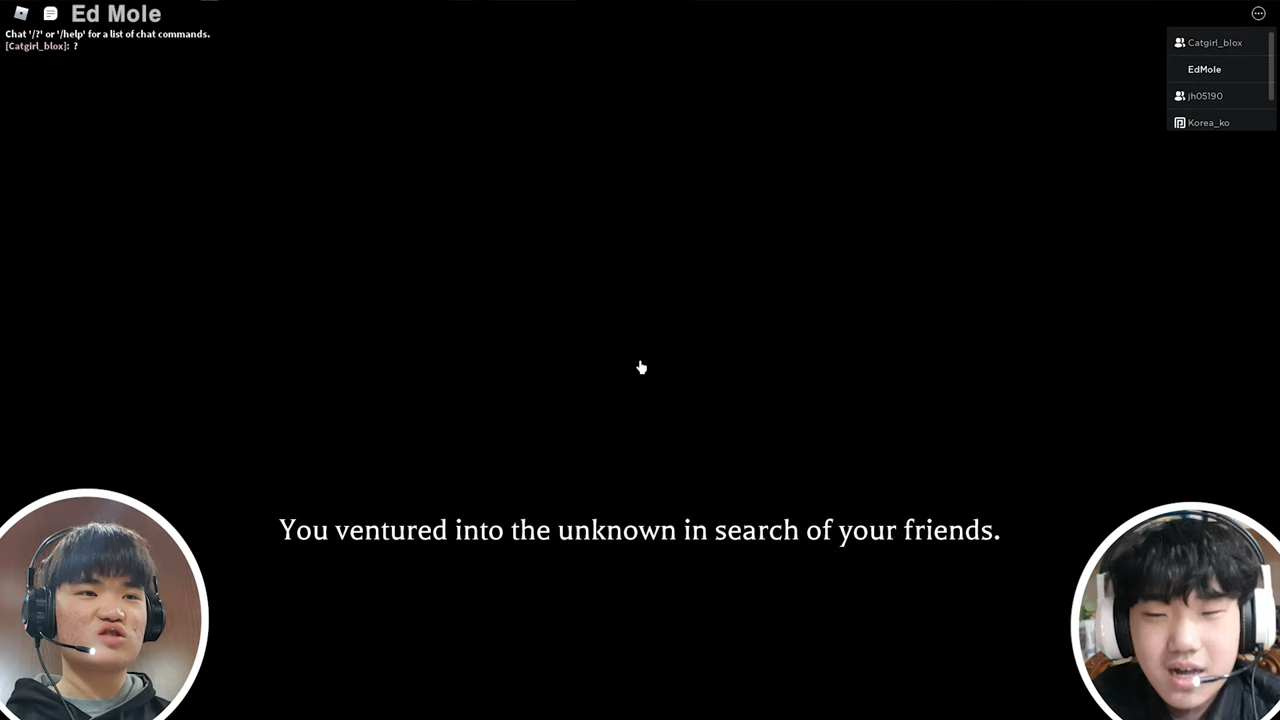 Ed Mole
Chat '/?' or '/help' for a list of chat commands.
[Catgirl_blox]: ?
Catgirl_blox
EdMole
jh05190
Korea_ko
You ventured into the unknown in search of your friends.